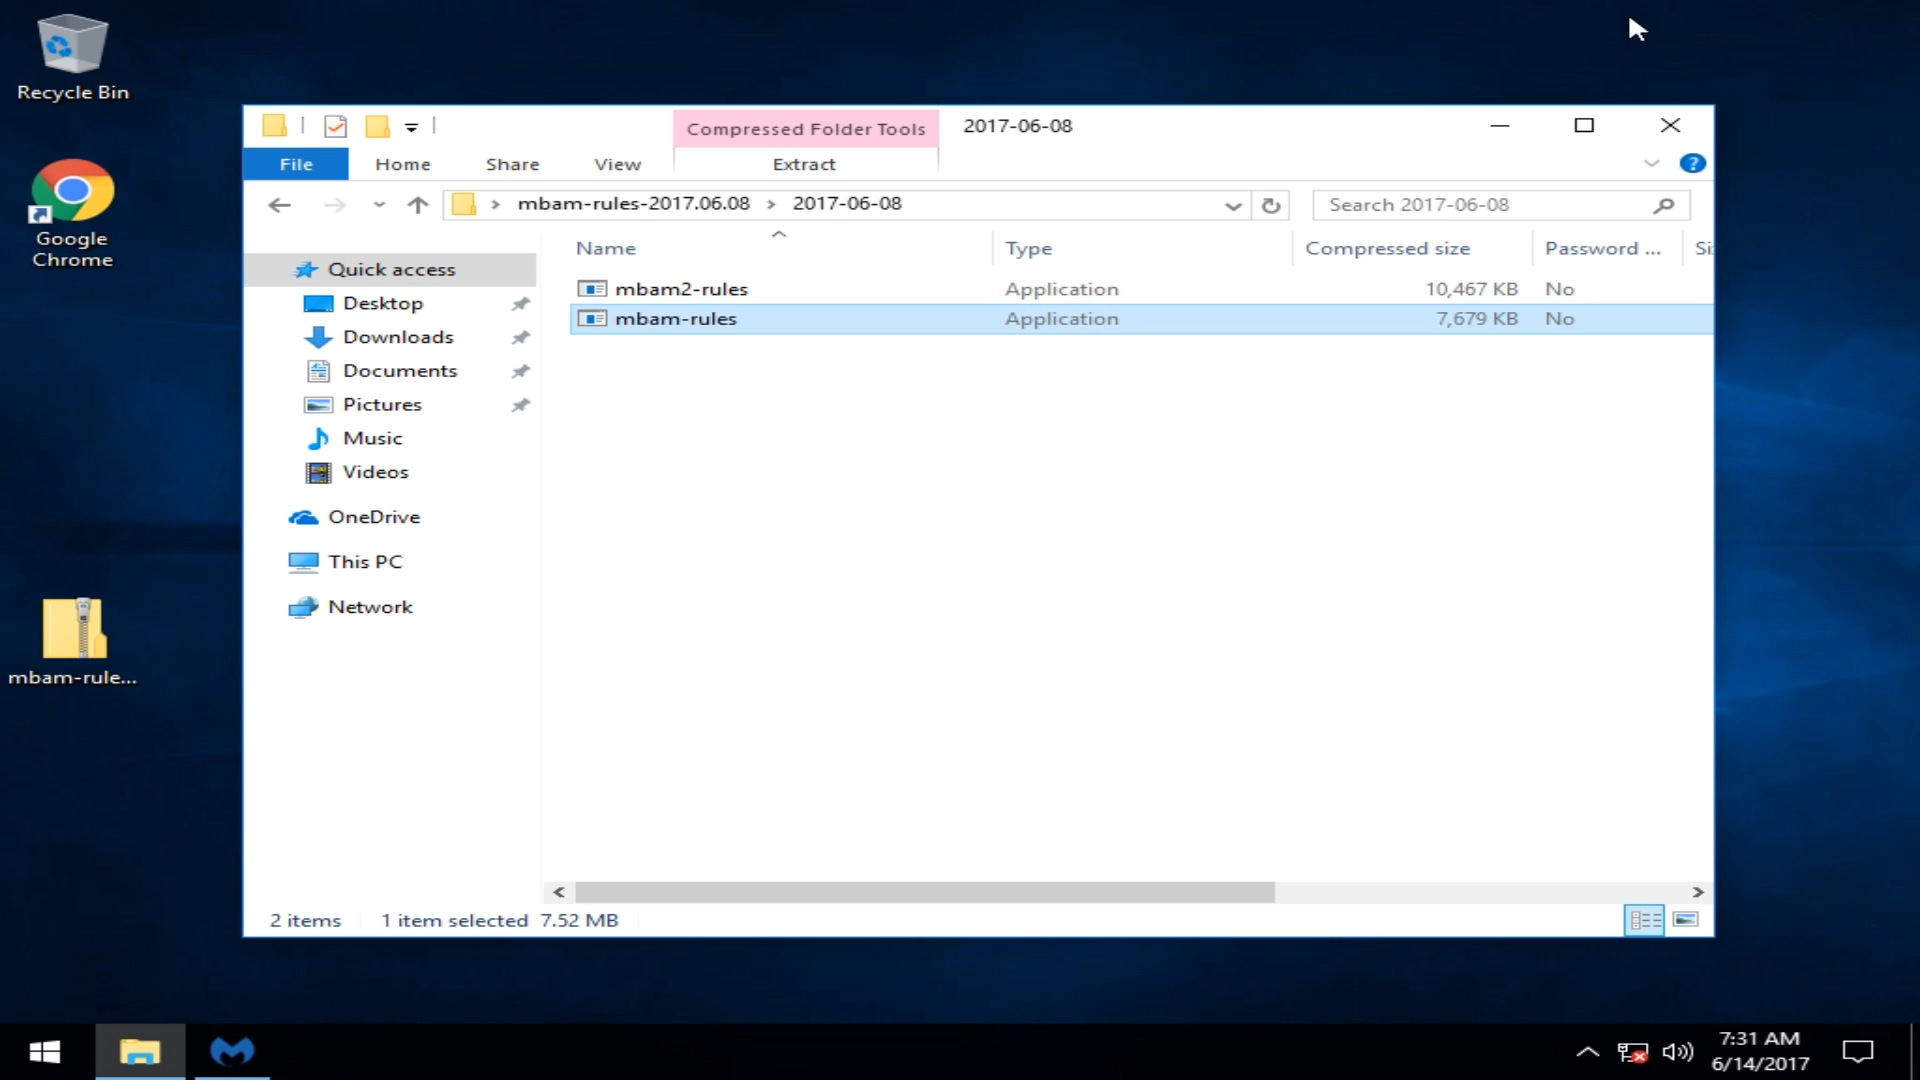 Recycle Bin
Google
Chrome
mbam-rule...
Compressed Folder Tools
2017-06-08
File
Home
Share
View
Extract
?
mbam-rules-2017.06.08
2017-06-08
Search 2017-06-08
Quick access
Desktop
Downloads
Documents
Pictures
Music
Videos
OneDrive
This PC
Network
Name
Type
Compressed size
Password ...
Si
mbam2-rules
Application
10,467 KB
No
mbam-rules
Application
7,679 KB
No
2 items
1 item selected 7.52 MB
7:31 AM
6/14/2017